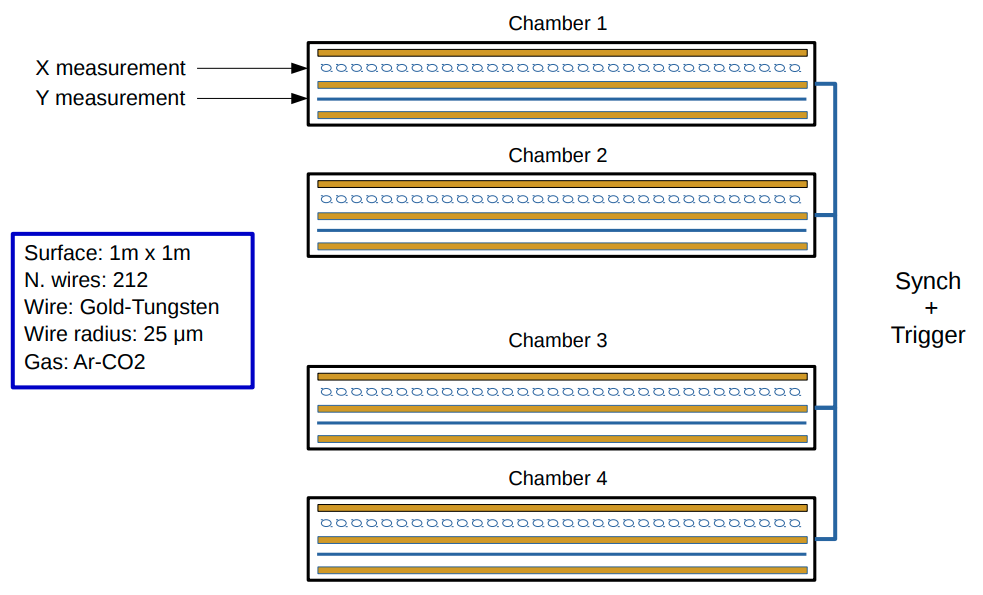 Chamber 1
X measurement
Y measurement
Chamber 2
Surface: 1m x 1m
N. wires: 212
Wire: Gold-Tungsten
Wire radius: 25 μm
Gas: Ar-CO2
Synch
+
Trigger
Chamber 3
Chamber 4